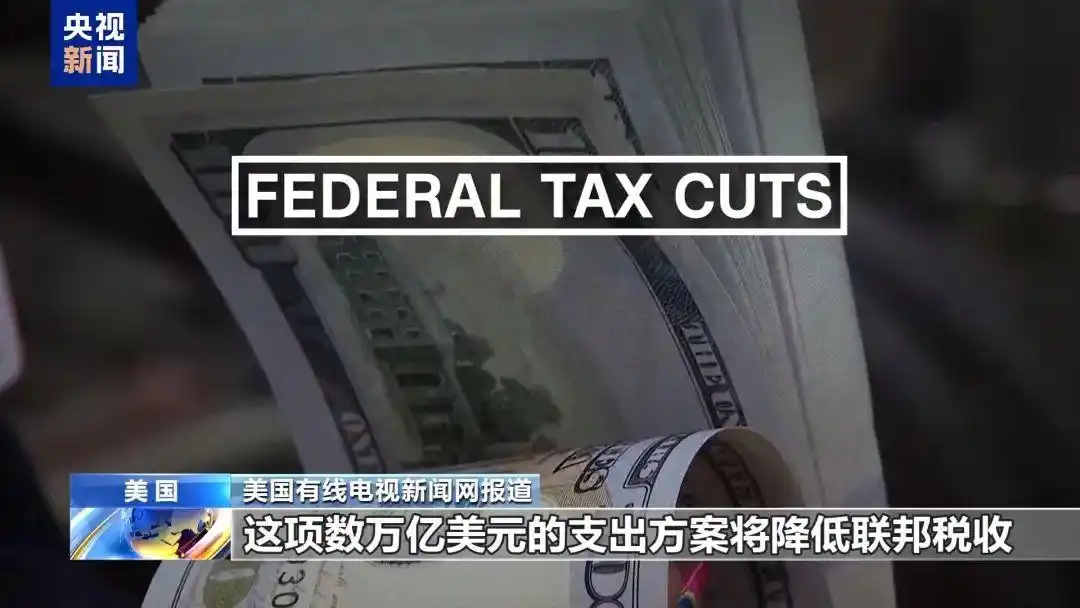 央视
新闻
FEDERAL TAX CUTS
美国
美国有线电视新闻网报道
这项数万亿美元的支出方案将降低联邦税收